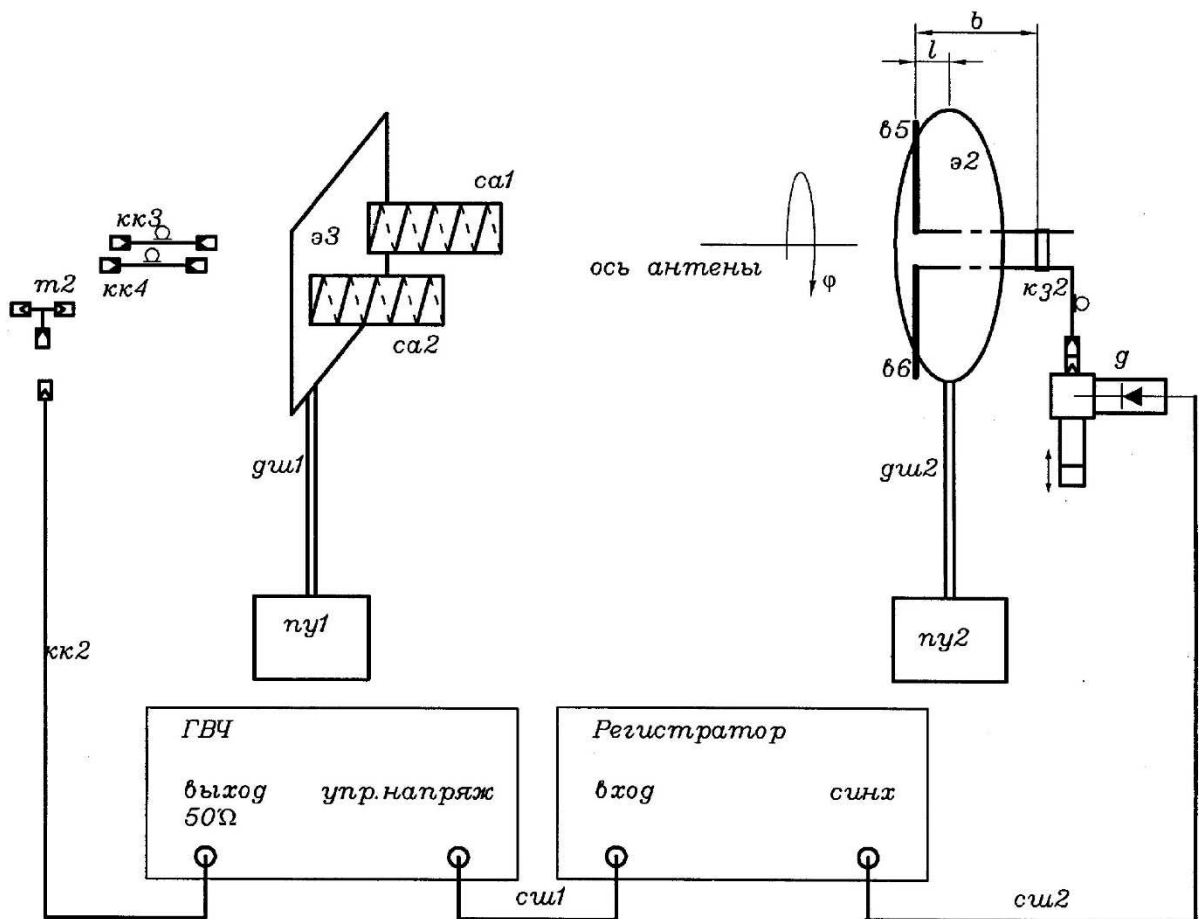 b
l
в5
э2
са1
кк3
э3
ось антены
φ
кз2
кк4
т2
са2
в6
g
дш1
дш2
пу1
пу2
кк2
ГВЧ
Регистратор
выход
упр.напряж
вход
синх
50Ω
сш1
сш2